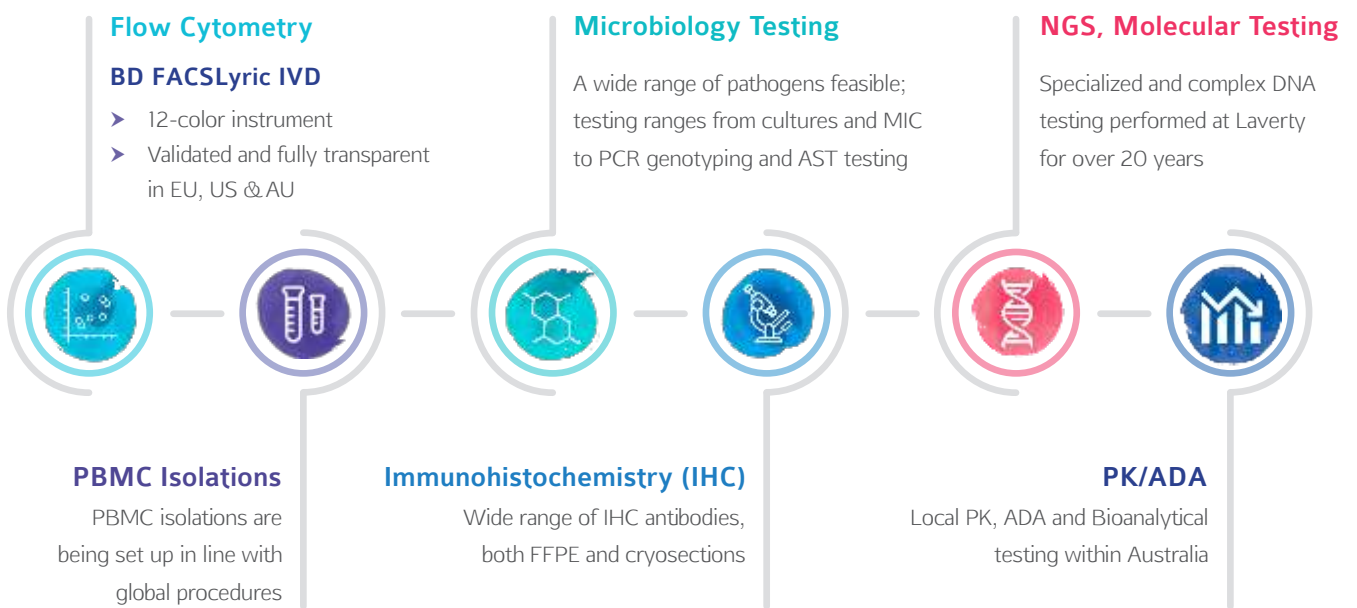 Flow Cytometry
BD FACSLyric IVD
➤ 12-color instrument
➤ Validated and fully transparent
in EU, US & AU
Microbiology Testing
A wide range of pathogens feasible;
testing ranges from cultures and MIC
to PCR genotyping and AST testing
NGS, Molecular Testing
Specialized and complex DNA
testing performed at Laverty
for over 20 years
PBMC Isolations
PBMC isolations are
being set up in line with
global procedures
Immunohistochemistry (IHC)
Wide range of IHC antibodies,
both FFPE and cryosections
PK/ADA
Local PK, ADA and Bioanalytical
testing within Australia